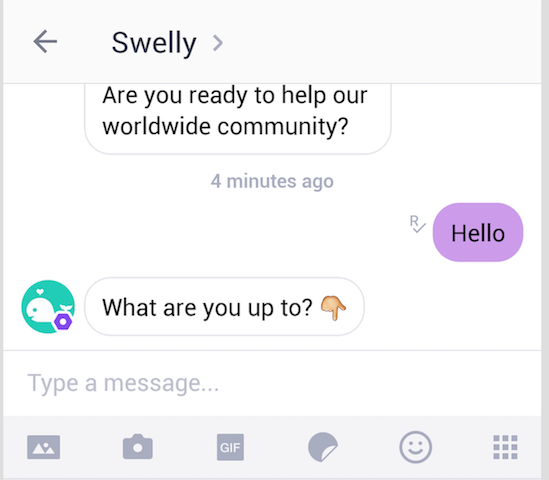 Swelly
Are you ready to help our
worldwide community?
4 minutes ago
R
Hello
What are you up to? 👇
Type a message...
GIF